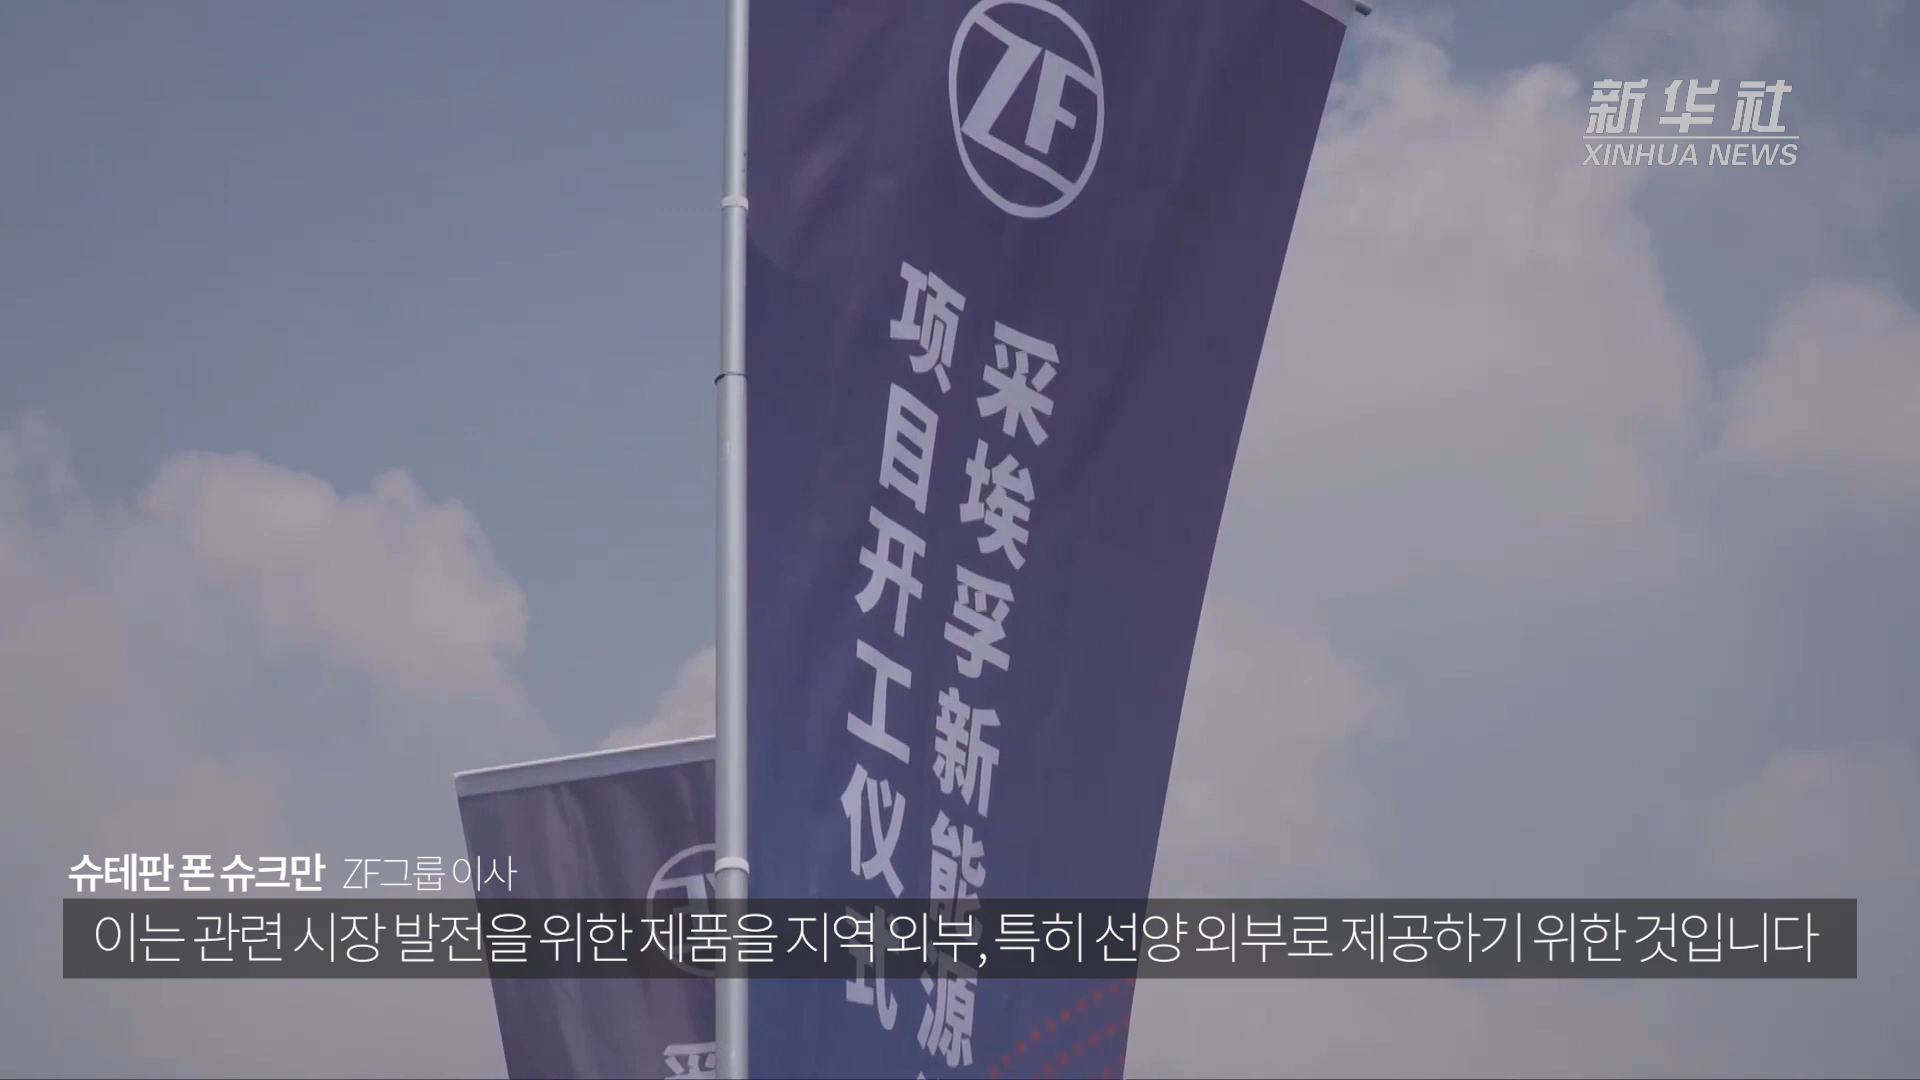 ZF
新华社
XINHUA NEWS
采埃孚新能源
项目开工仪式
슈테판 폰 슈크만 ZF그룹 이사
이는 관련 시장 발전을 위한 제품을 지역 외부, 특히 선양 외부로 제공하기 위한 것입니다
采